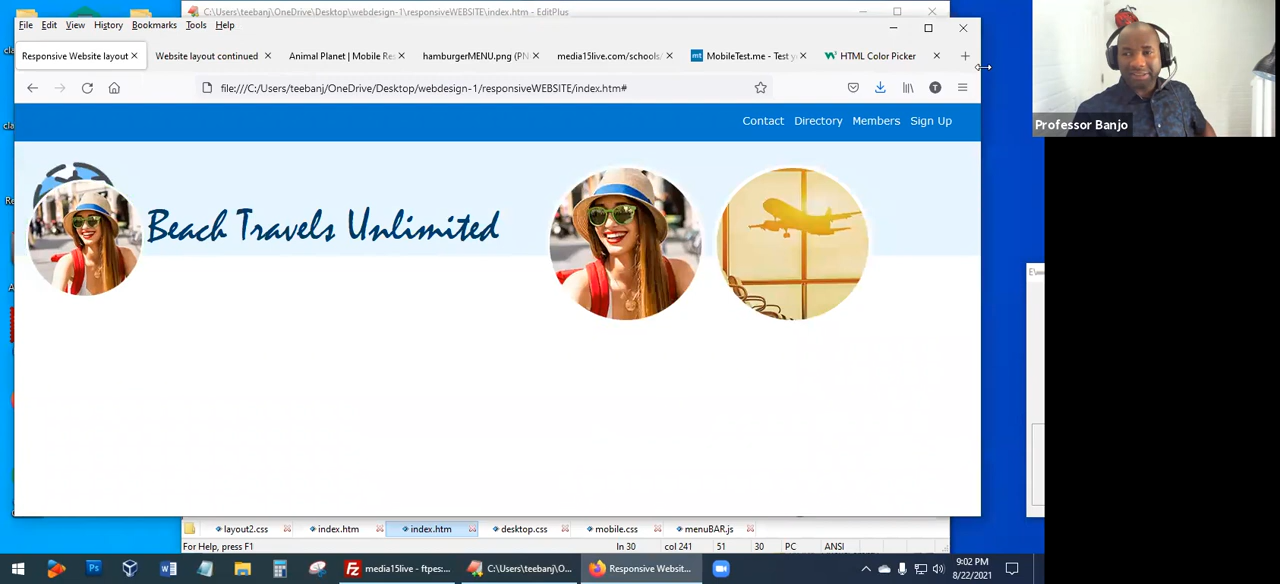 C:\Users\teebanj\OneDrive\Desktop\webdesign-1\responsiveWEBSITE\index.htm - EditPlus
File Edit View History Bookmarks Tools Help
Responsive Website layout Website layout continued Animal Planet | Mobile Re hamburgerMENU.png (PN media15live.com/schools/ mt MobileTest.me - Test y HTML Color Picker
file:///C:/Users/teebanj/OneDrive/Desktop/webdesign-1/responsiveWEBSITE/index.htm# T
Contact Directory Members Sign Up
Professor Banjo
Beach Travels Unlimited
layout2.css index.htm index.htm desktop.css mobile.css menuBAR.js
For Help, press F1 ln 30 col 241 51 30 PC ANSI
Ps W Fz media15live - ftpes:... C:\Users\teebanj\O... Responsive Websit... 9:02 PM
8/22/2021